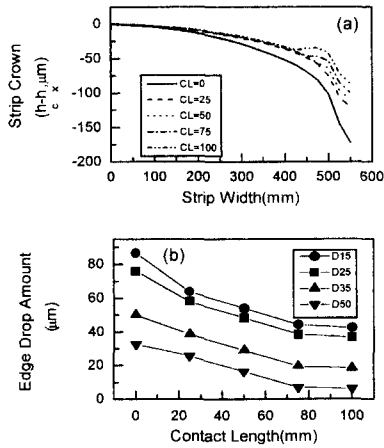 (a)
0
-50
-100
-150
-200
Strip Crown
(h-h,μm)
c x
CL=0
CL=25
CL=50
CL=75
CL=100
0 100 200 300 400 500 600
Strip Width(mm)
(b)
D15
D25
D35
D50
80
60
40
20
0
Edge Drop Amount
(μm)
0 20 40 60 80 100
Contact Length(mm)